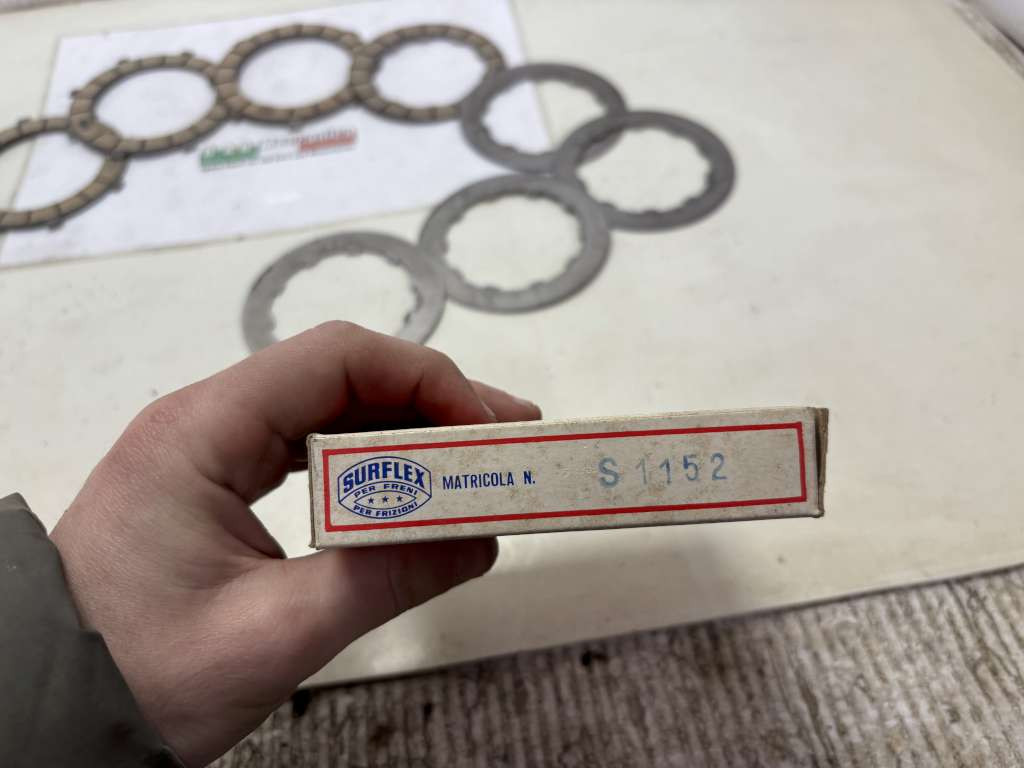 SURFLEX
PER FRENI
PER FRIZIONI
MATRICOLA N. S 1152